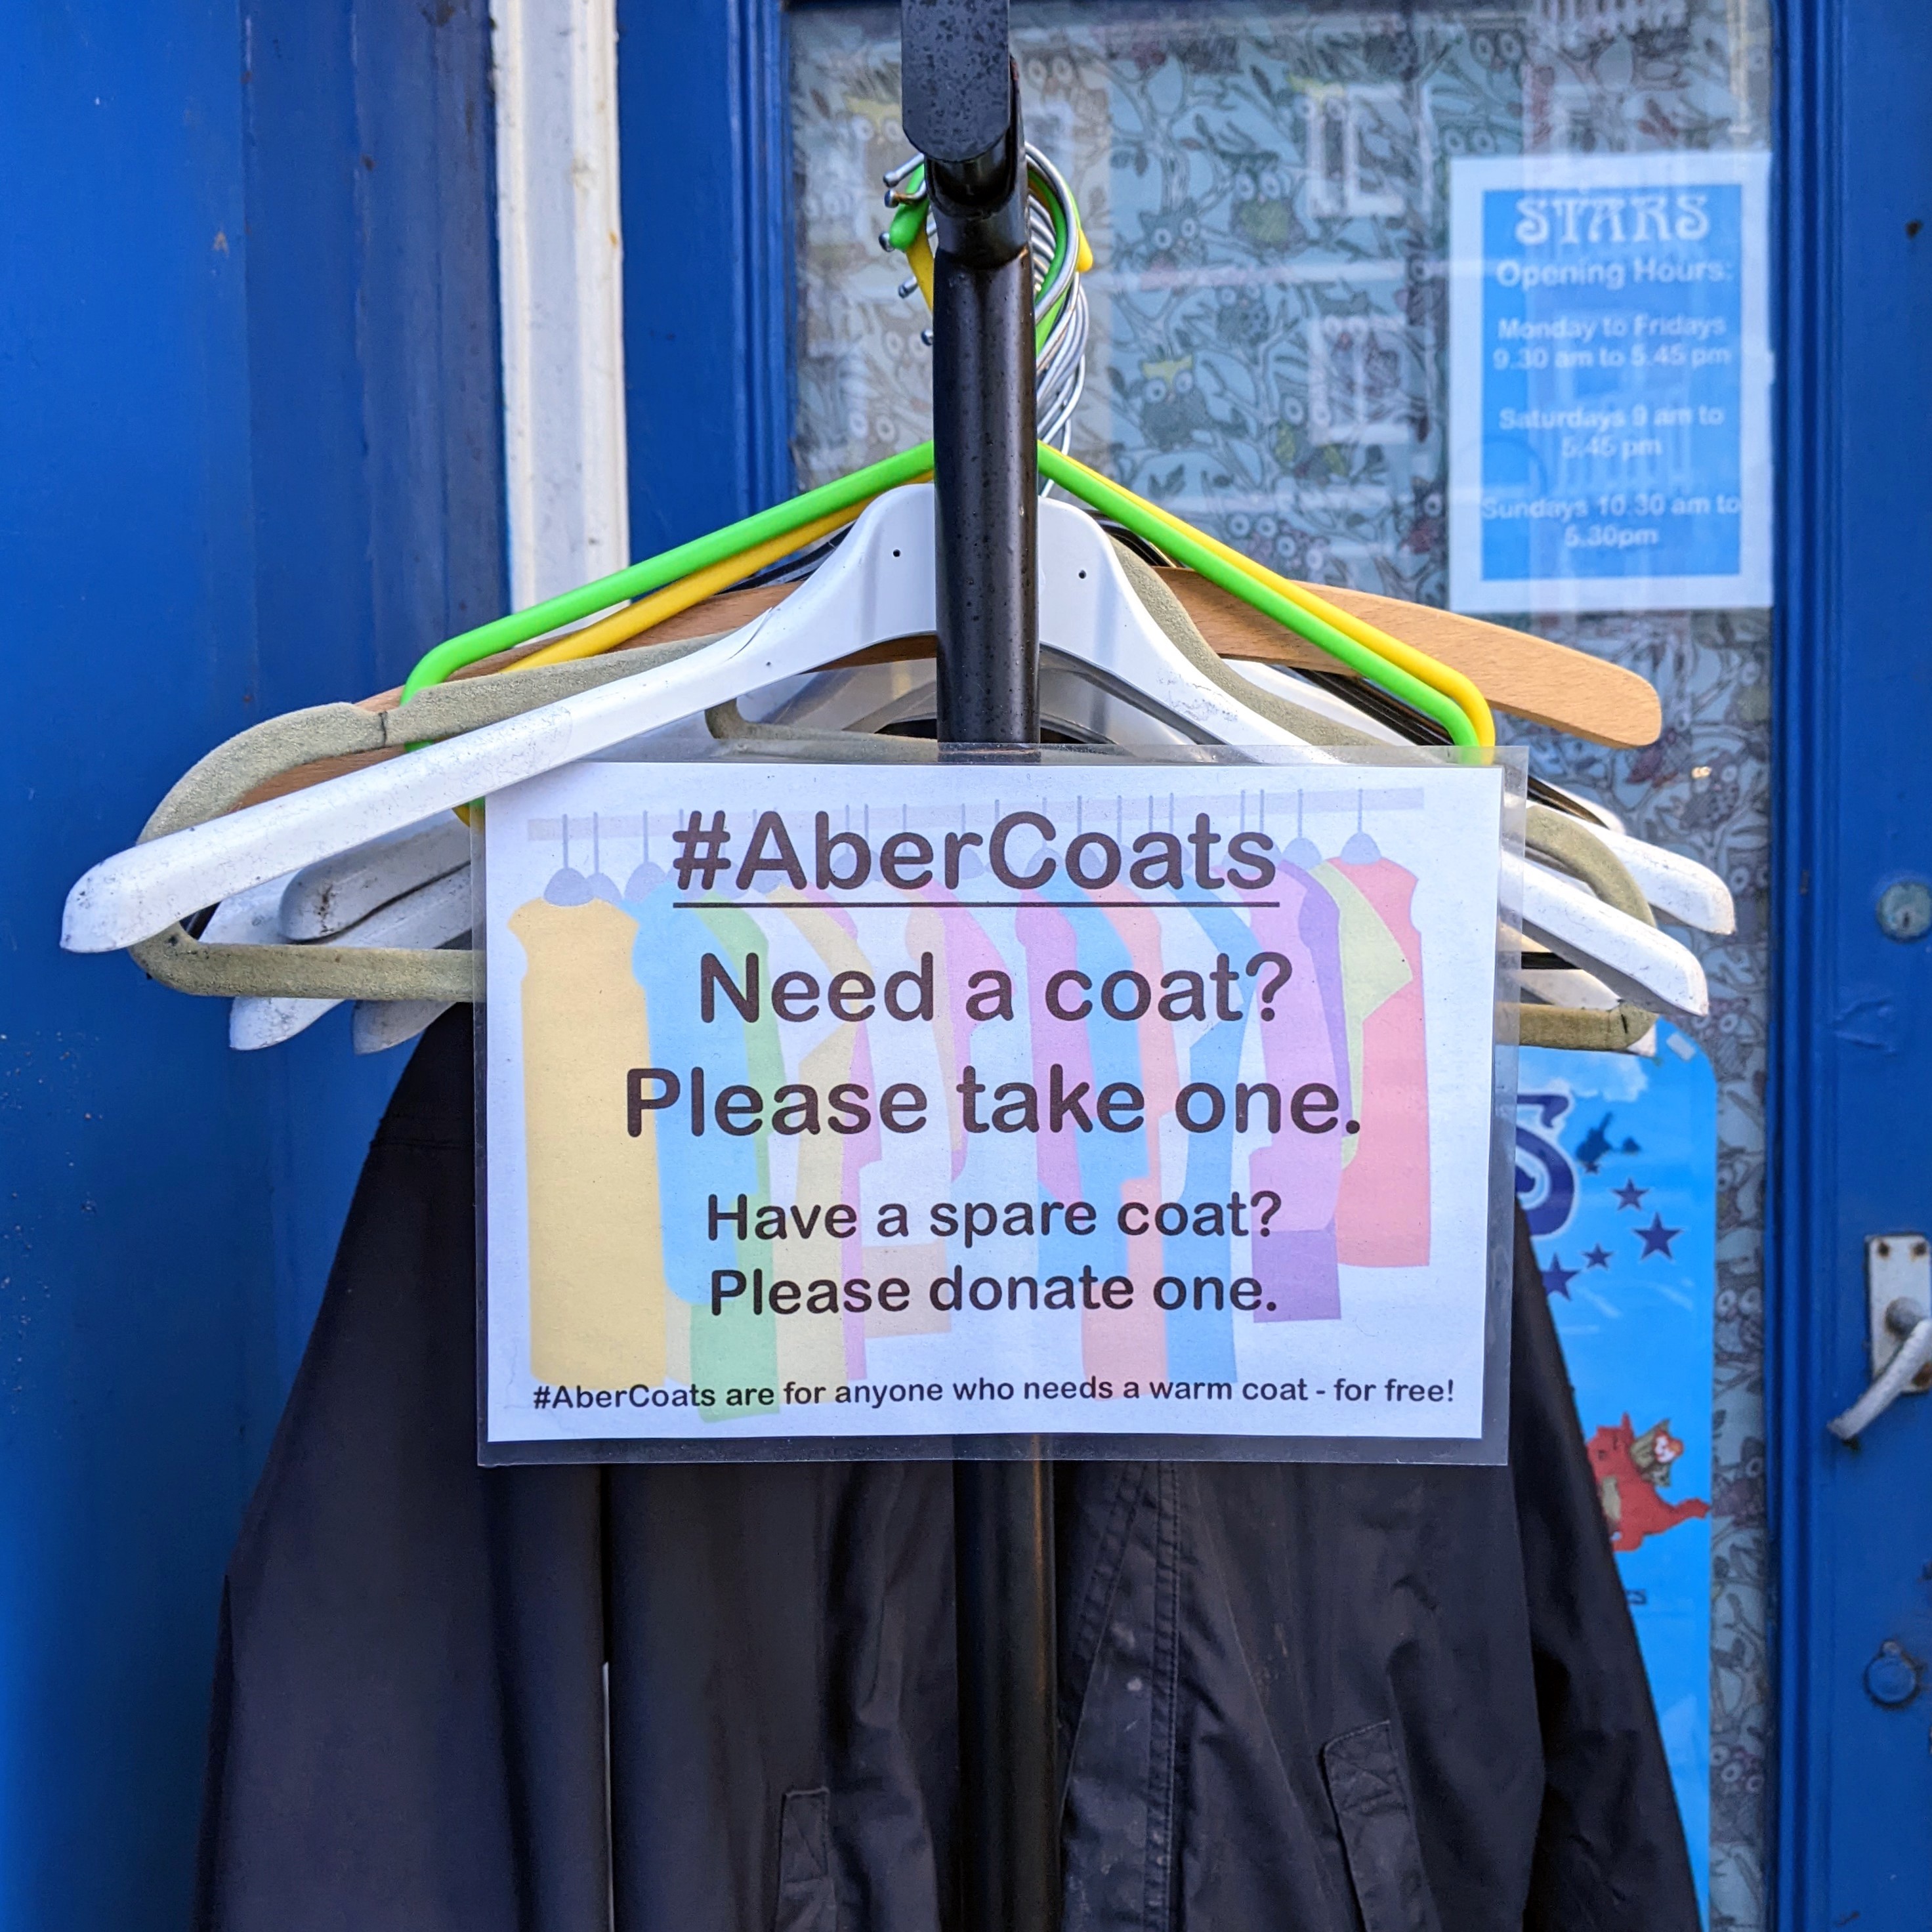 #AberCoats
Need a coat?
Please take one.
Have a spare coat?
Please donate one.
#AberCoats are for anyone who needs a warm coat - for free!
STARS
Opening Hours:
Monday to Fridays
9.30 am to 5.45 pm
Saturdays 9 am to
5.45 pm
Sundays 10.30 am to
5.30pm